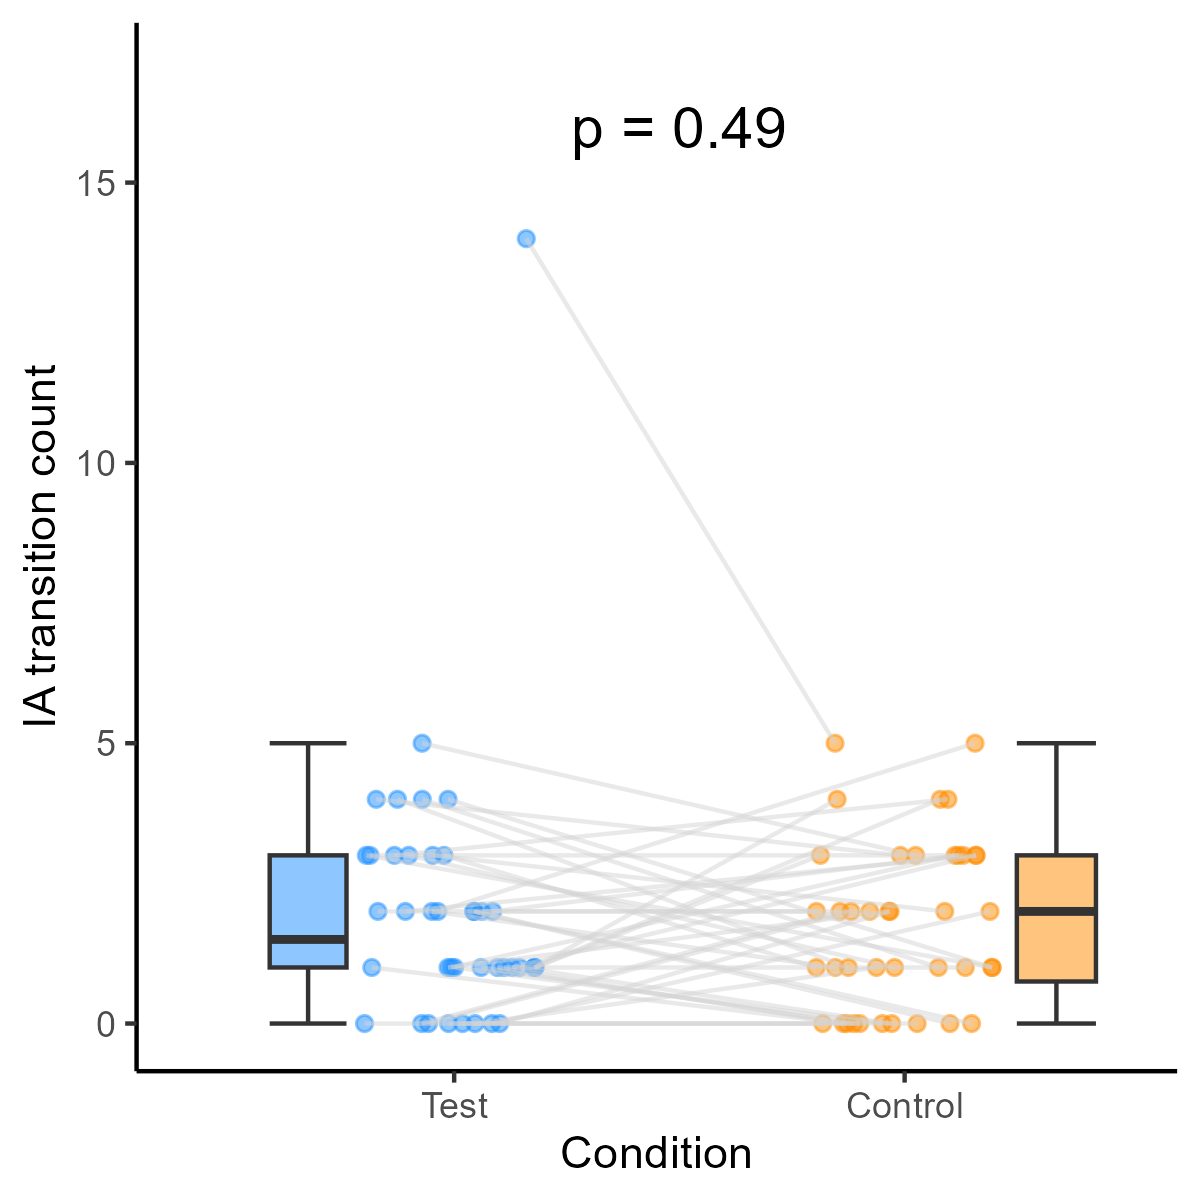 p = 0.49
15
10
5
0
IA transition count
Test
Control
Condition